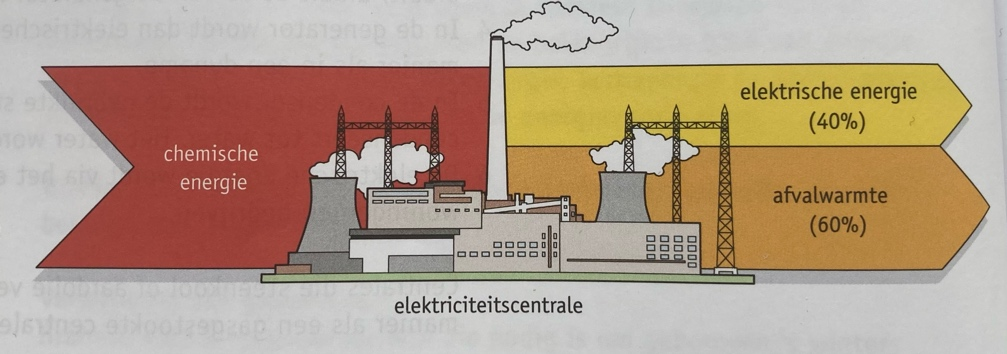 chemische
energie
elektrische energie
(40%)
afvalwarmte
(60%)
elektriciteitscentrale